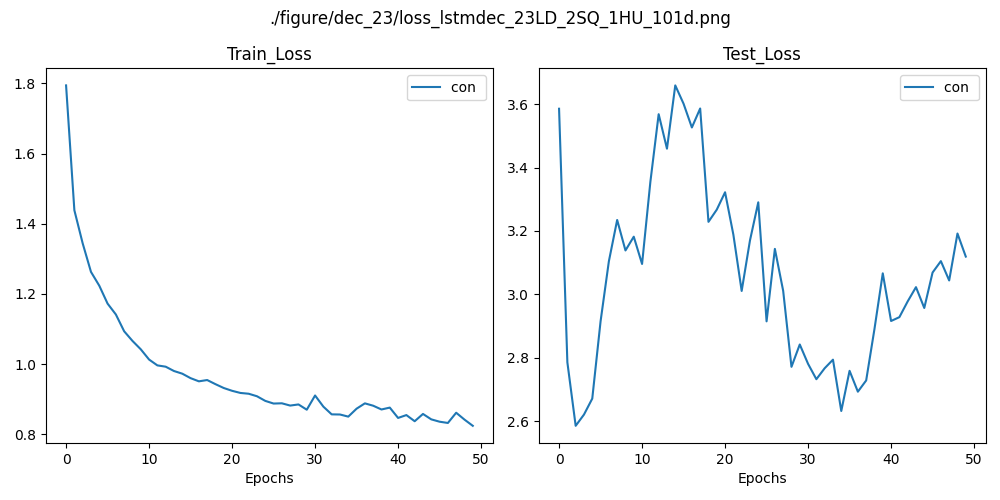 ./figure/dec_23/loss_lstmdec_23LD_2SQ_1HU_101d.png
Train_Loss
con
1.8
1.6
1.4
1.2
1.0
0.8
0 10 20 30 40 50
Epochs
Test_Loss
con
3.6
3.4
3.2
3.0
2.8
2.6
0 10 20 30 40 50
Epochs